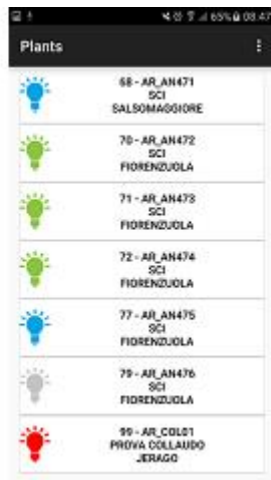 65% 08.47
Plants
68 - AR_AN471
SCI
SALSOMAGGIORE
70 - AR_AN472
SCI
FIORENZUOLA
71 - AR_AN473
SCI
FIORENZUOLA
72 - AR_AN474
SCI
FIORENZUOLA
77 - AR_AN475
SCI
FIORENZUOLA
79 - AR_AN476
SCI
FIORENZUOLA
99 - AR_COL01
PROVA COLLAUDO
JERAGO